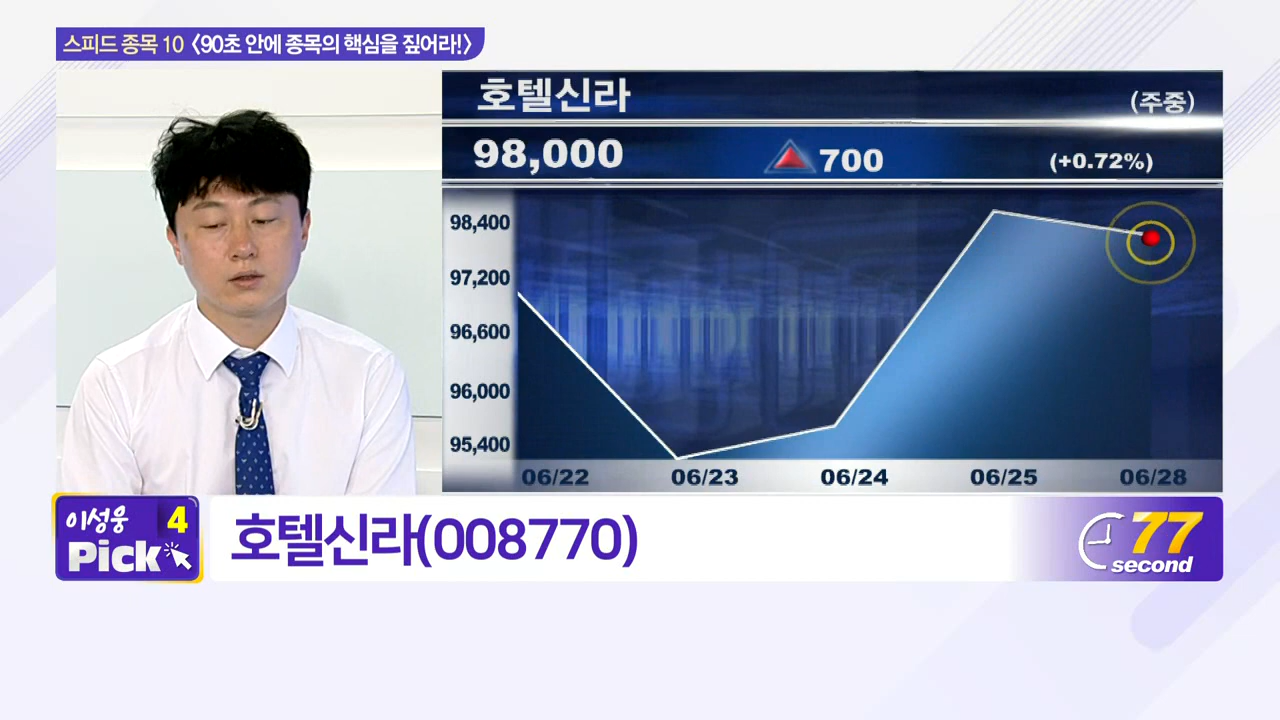 스피드 종목 10 <90초 안에 종목의 핵심을 짚어라!>
호텔신라
(주중)
98,000
▲ 700
(+0.72%)
98,400
97,200
96,600
96,000
95,400
06/22 06/23 06/24 06/25 06/28
이성웅 4
Pick
호텔신라(008770)
77
second